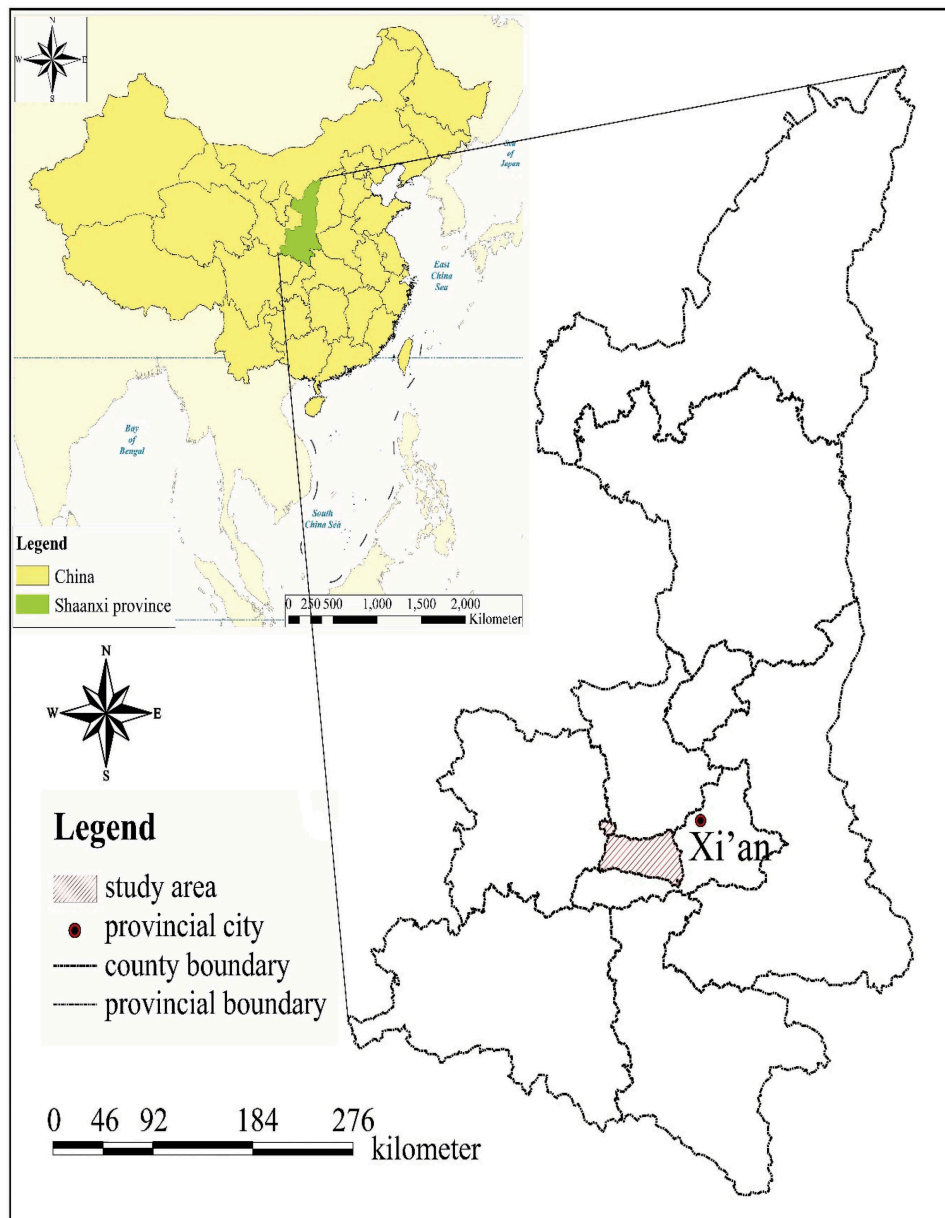 N
W E
S
Sea
of
Japan
East
China
Sea
Bay
of
Bengal
South
China Sea
Legend
China
Shaanxi province
0 250 500 1,000 1,500 2,000
Kilometer
N
W E
S
Xi'an
Legend
study area
provincial city
county boundary
provincial boundary
0 46 92 184 276
kilometer